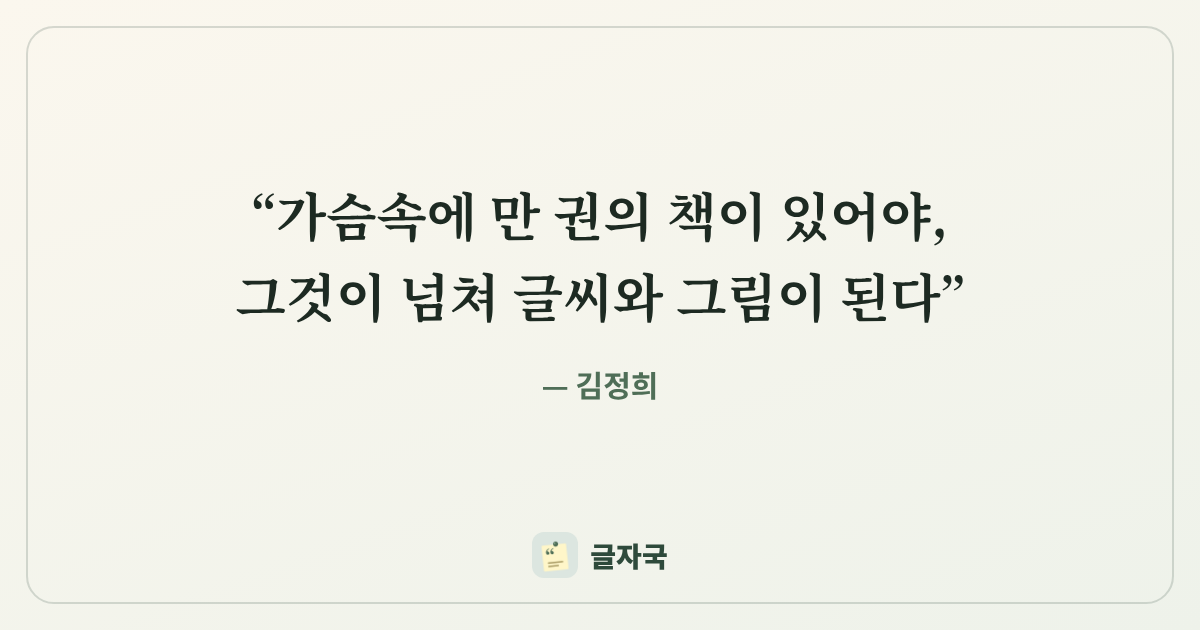 “가슴속에 만 권의 책이 있어야,
그것이 넘쳐 글씨와 그림이 된다”
— 김정희
글자국